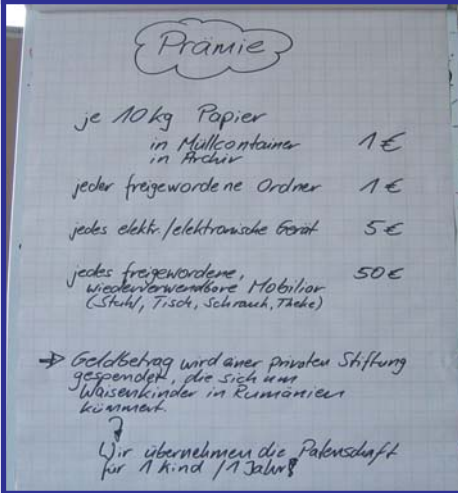 Prämie
je 10kg Papier
in Müllcontainer 1€
in Archiv
jeder freigewordene Ordner 1€
jedes elektr./elektronische Gerät 5€
jedes freigewordene, 50€
wiederverwendbare Mobiliar
(Stuhl, Tisch, Schrank, Theke)
→ Geldbetrag wird einer privaten Stiftung
gespendet, die sich um
Waisenkinder in Rumänien
kümmert.
Wir übernehmen die Patenschaft
für 1 Kind / 1 Jahr!